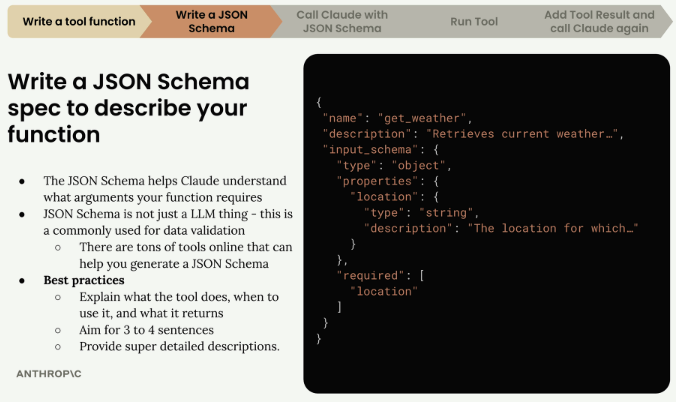 Write a tool function
Write a JSON
Schema
Call Claude with
JSON Schema
Run Tool
Add Tool Result and
call Claude again
Write a JSON Schema
spec to describe your
function
● The JSON Schema helps Claude understand
what arguments your function requires
● JSON Schema is not just a LLM thing - this is
a commonly used for data validation
○ There are tons of tools online that can
help you generate a JSON Schema
● Best practices
○ Explain what the tool does, when to
use it, and what it returns
○ Aim for 3 to 4 sentences
○ Provide super detailed descriptions.
ANTHROP\C
{
"name": "get_weather",
"description": "Retrieves current weather…",
"input_schema": {
"type": "object",
"properties": {
"location": {
"type": "string",
"description": "The location for which…"
}
},
"required": [
"location"
]
}
}